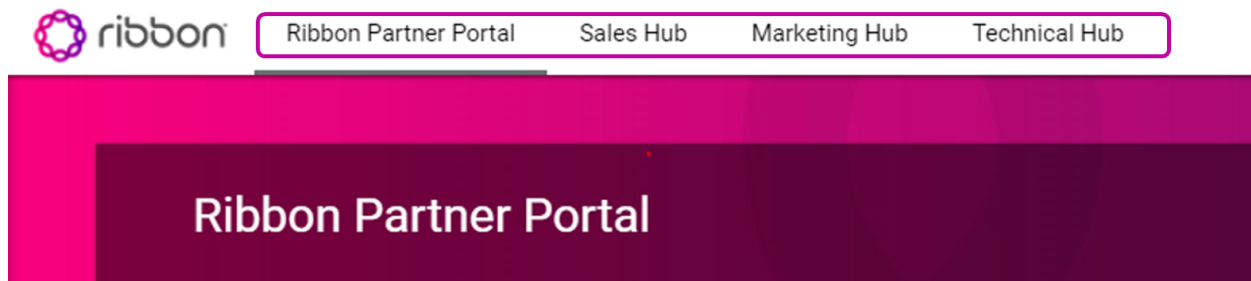 ribbon Ribbon Partner Portal Sales Hub Marketing Hub Technical Hub
Ribbon Partner Portal